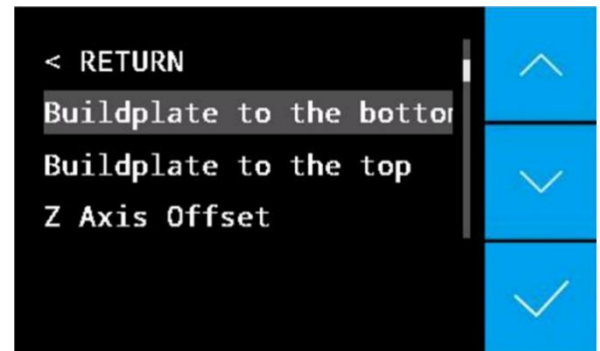 < RETURN
Buildplate to the bottor
Buildplate to the top
Z Axis Offset